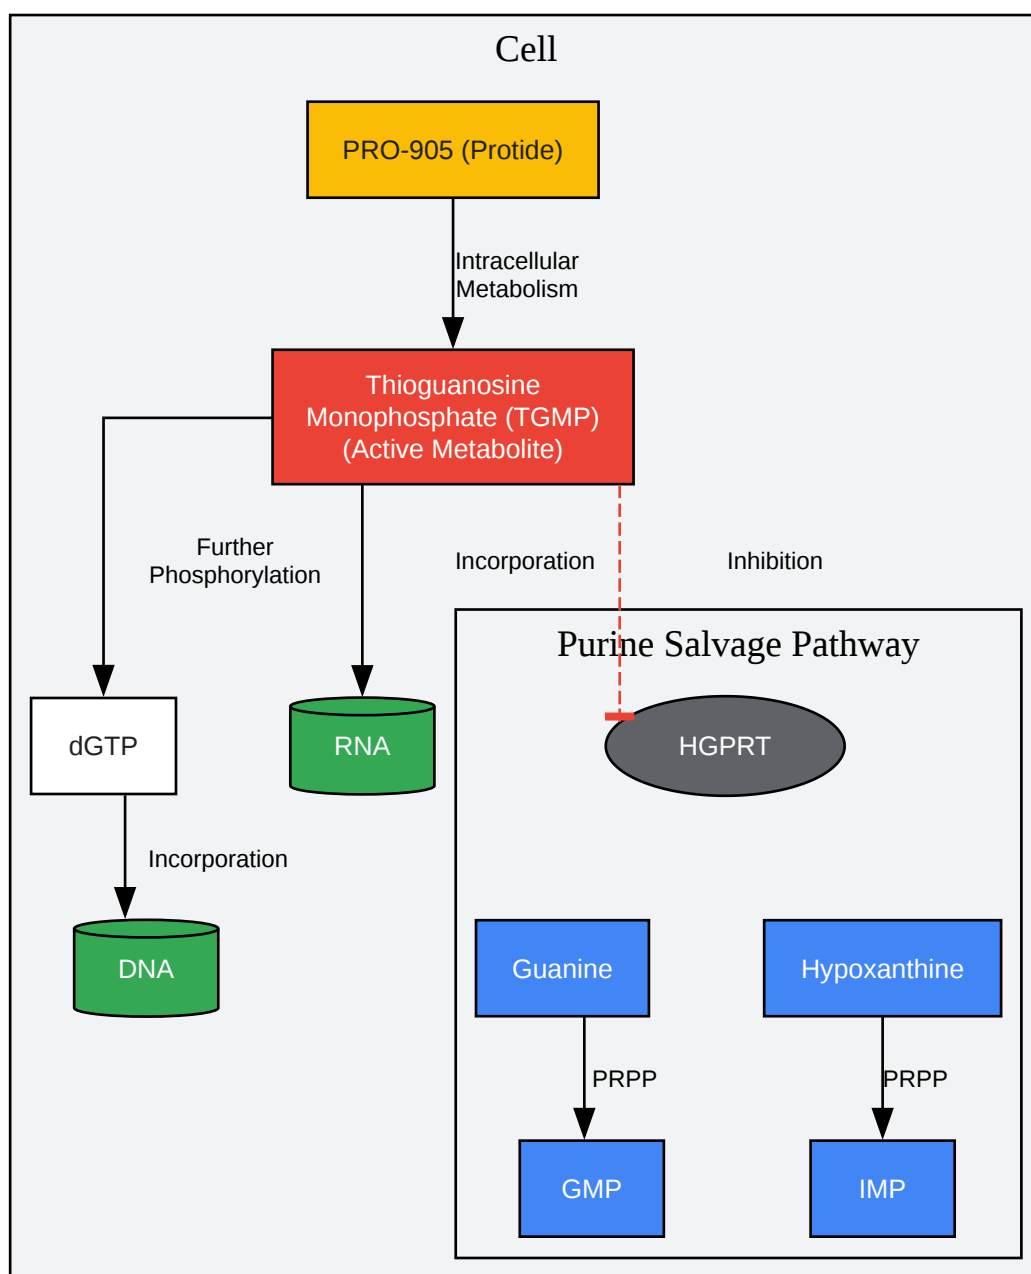 Cell
PRO-905 (Protide)
Intracellular
Metabolism
Thioguanosine
Monophosphate (TGMP)
(Active Metabolite)
Further
Phosphorylation
Incorporation
Inhibition
Purine Salvage Pathway
dGTP
RNA
HGPRT
Incorporation
DNA
Guanine
Hypoxanthine
PRPP
PRPP
GMP
IMP